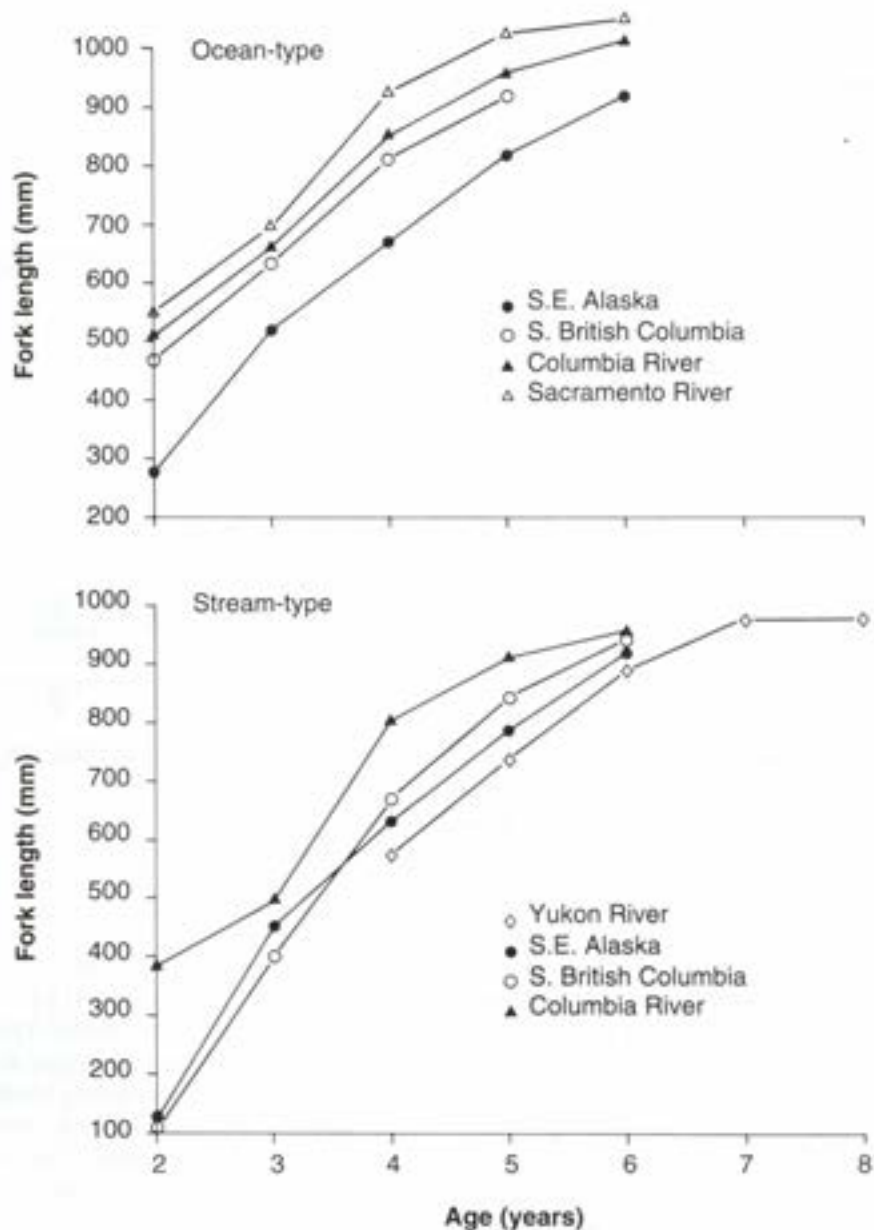 Ocean-type
1000
900
800
700
600
500
400
300
200
Fork length (mm)
S.E. Alaska
S. British Columbia
Columbia River
Sacramento River
Stream-type
1000
900
800
700
600
500
400
300
200
100
Fork length (mm)
Yukon River
S.E. Alaska
S. British Columbia
Columbia River
2 3 4 5 6 7 8
Age (years)